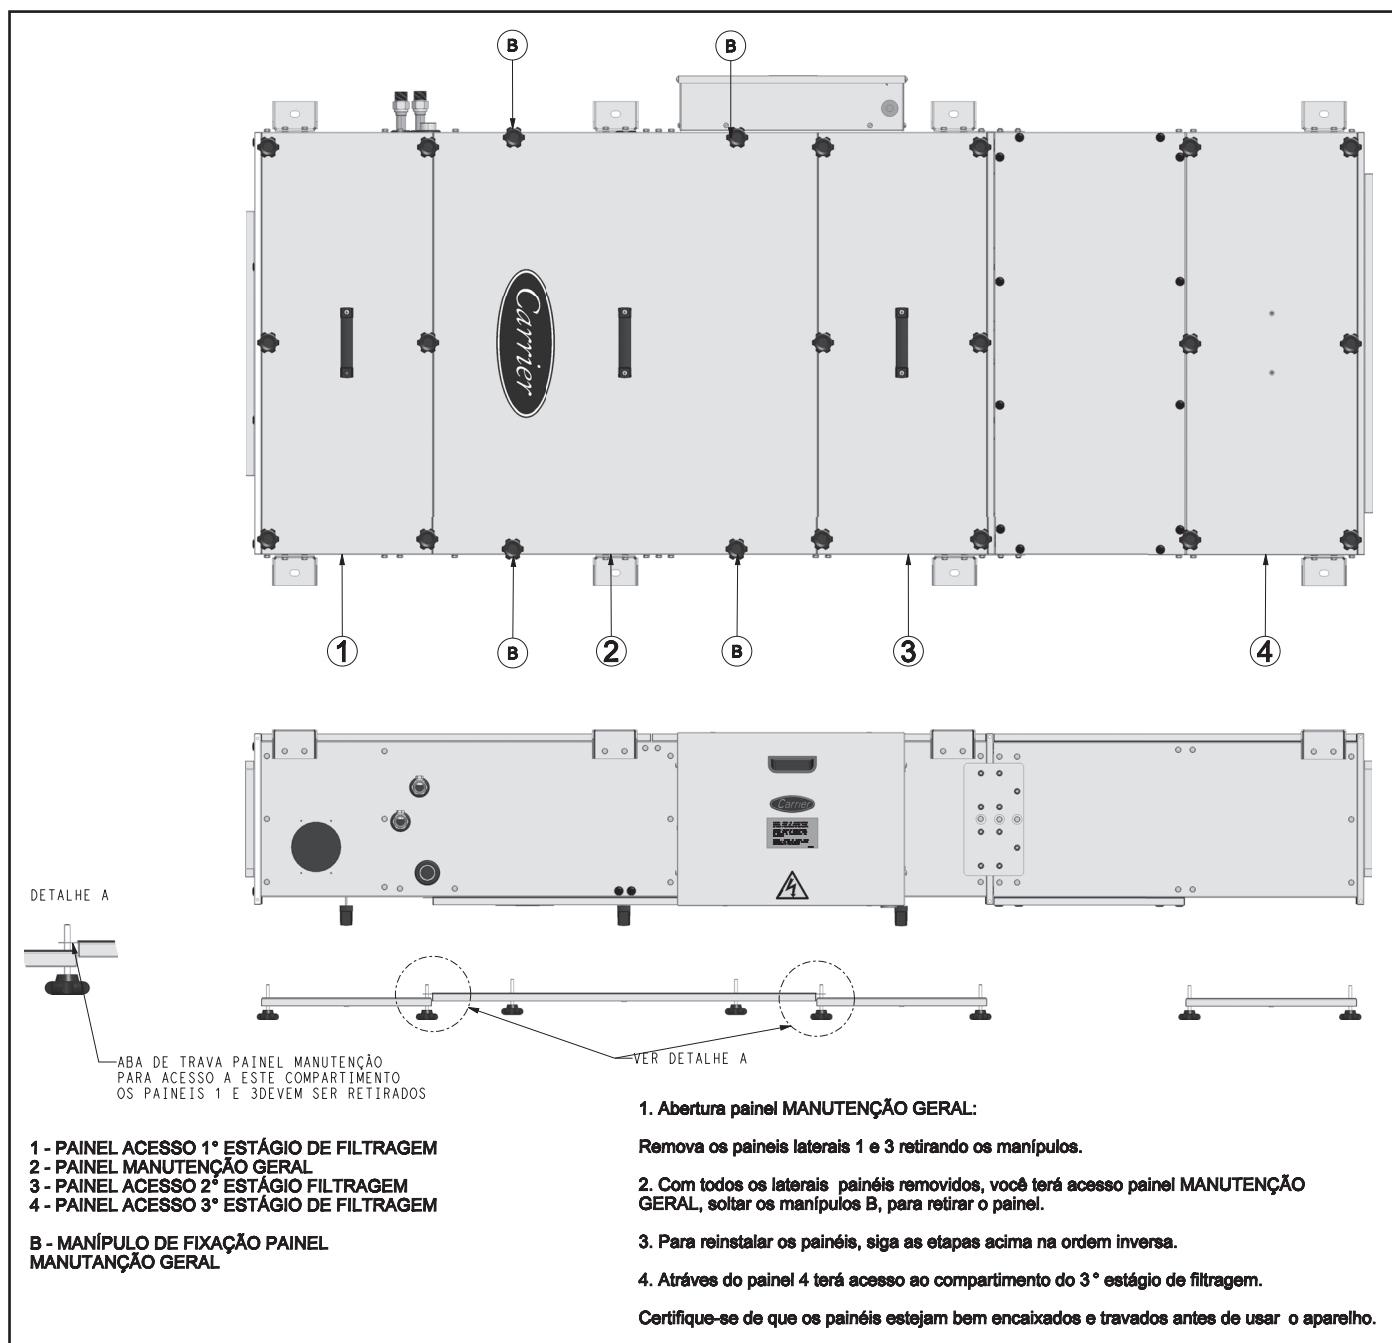 B
B
Carrier
1
B
2
B
3
4
Carrier
DETALHE A
ABA DE TRAVA PAINEL MANUTENÇÃO
PARA ACESSO A ESTE COMPARTIMENTO
OS PAINEIS 1 E 3DEVEM SER RETIRADOS
VER DETALHE A
1 - PAINEL ACESSO 1° ESTÁGIO DE FILTRAGEM
2 - PAINEL MANUTENÇÃO GERAL
3 - PAINEL ACESSO 2° ESTÁGIO FILTRAGEM
4 - PAINEL ACESSO 3° ESTÁGIO DE FILTRAGEM
B - MANÍPULO DE FIXAÇÃO PAINEL
MANUTANÇÃO GERAL
1. Abertura painel MANUTENÇÃO GERAL:
Remova os paineis laterais 1 e 3 retirando os manípulos.
2. Com todos os laterais painéis removidos, você terá acesso painel MANUTENÇÃO
GERAL, soltar os manípulos B, para retirar o painel.
3. Para reinstalar os painéis, siga as etapas acima na ordem inversa.
4. Atráves do painel 4 terá acesso ao compartimento do 3° estágio de filtragem.
Certifique-se de que os painéis estejam bem encaixados e travados antes de usar o aparelho.